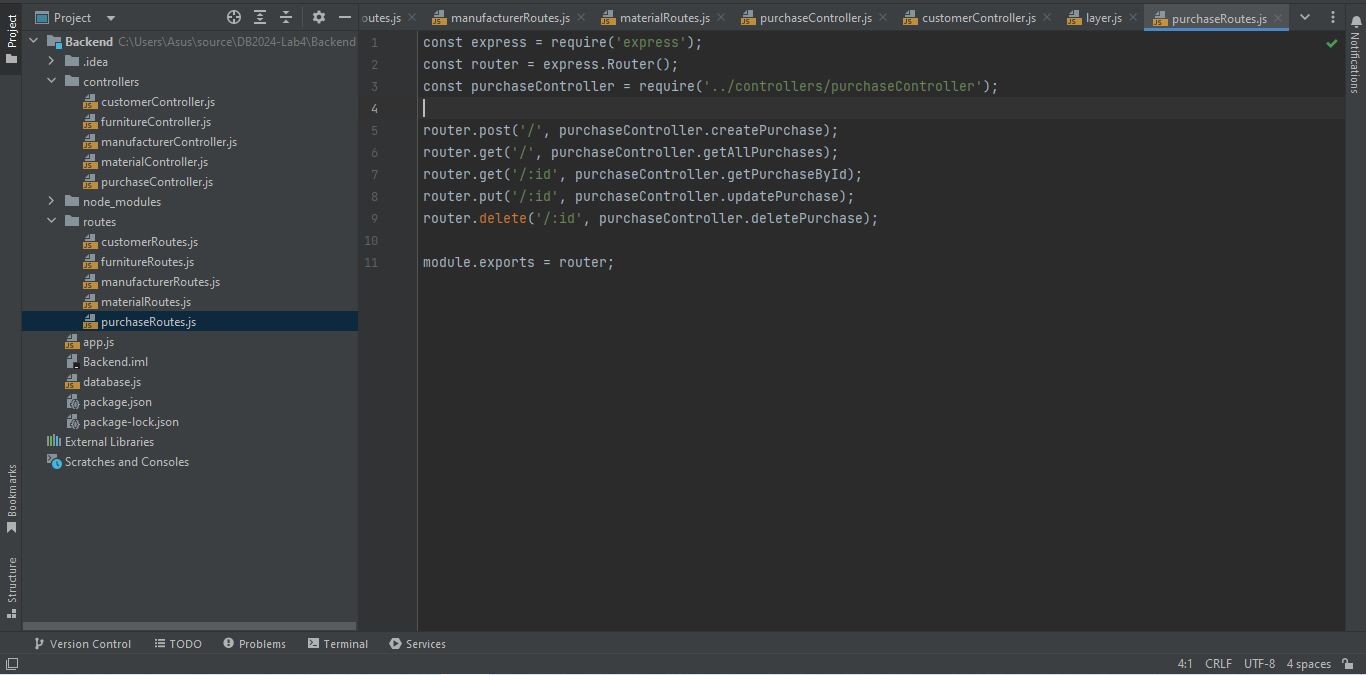 Project
Project
utes.js
manufacturerRoutes.js
materialRoutes.js
purchaseController.js
customerController.js
layer.js
purchaseRoutes.js
Notifications
Backend C:\Users\Asus\source\DB2024-Lab4\Backend
.idea
controllers
customerController.js
furnitureController.js
manufacturerController.js
materialController.js
purchaseController.js
node_modules
routes
customerRoutes.js
furnitureRoutes.js
manufacturerRoutes.js
materialRoutes.js
purchaseRoutes.js
app.js
Backend.iml
database.js
package.json
package-lock.json
External Libraries
Scratches and Consoles
1 const express = require('express');
2 const router = express.Router();
3 const purchaseController = require('../controllers/purchaseController');
4
5 router.post('/', purchaseController.createPurchase);
6 router.get('/', purchaseController.getAllPurchases);
7 router.get('/:id', purchaseController.getPurchaseById);
8 router.put('/:id', purchaseController.updatePurchase);
9 router.delete('/:id', purchaseController.deletePurchase);
10
11 module.exports = router;
Bookmarks
Structure
Version Control
TODO
Problems
Terminal
Services
4:1 CRLF UTF-8 4 spaces